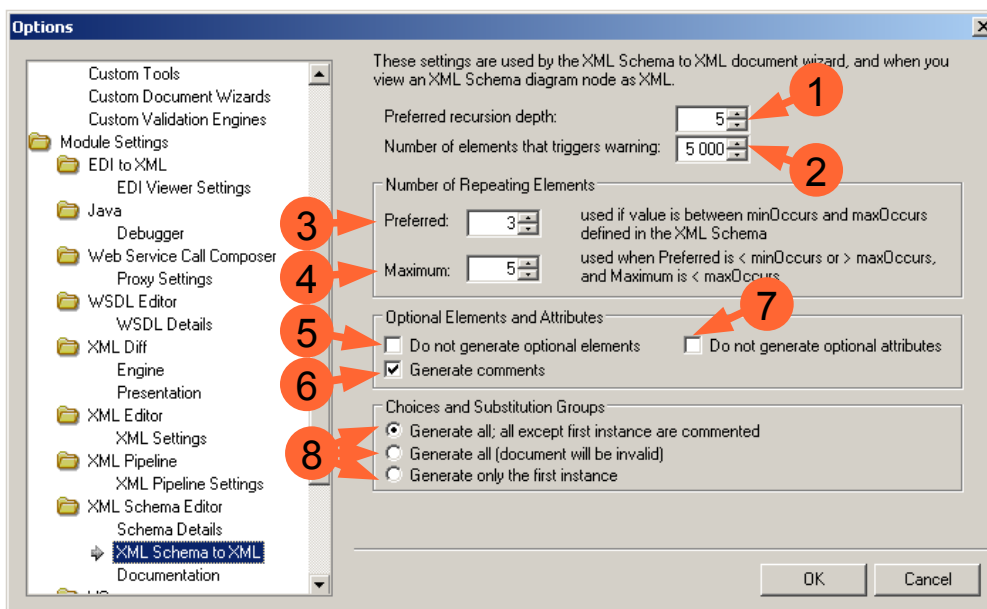 Options
These settings are used by the XML Schema to XML document wizard, and when you
view an XML Schema diagram node as XML.
Custom Tools
Custom Document Wizards
Custom Validation Engines
Module Settings
EDI to XML
EDI Viewer Settings
Java
Debugger
Web Service Call Composer
Proxy Settings
WSDL Editor
WSDL Details
XML Diff
Engine
Presentation
XML Editor
XML Settings
XML Pipeline
XML Pipeline Settings
XML Schema Editor
Schema Details
XML Schema to XML
Documentation
Preferred recursion depth: 5
1
Number of elements that triggers warning: 5 000
2
Number of Repeating Elements
3
Preferred: 3 used if value is between minOccurs and maxOccurs
defined in the XML Schema
4
Maximum: 5 used when Preferred is < minOccurs or > maxOccurs,
and Maximum is < maxOccurs
7
Optional Elements and Attributes
5
Do not generate optional elements Do not generate optional attributes
6
Generate comments
Choices and Substitution Groups
8
Generate all; all except first instance are commented
Generate all (document will be invalid)
Generate only the first instance
OK Cancel